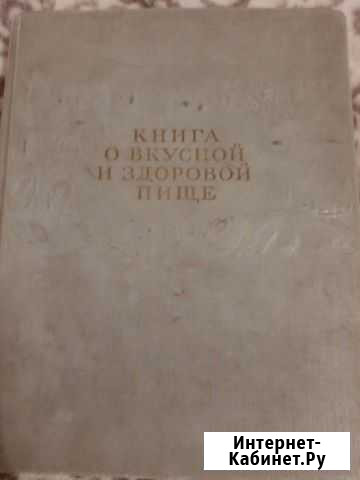 КНИГА
О ВКУСНОЙ
И ЗДОРОВОЙ
ПИЩЕ
Интернет-
Кабинет.Ру